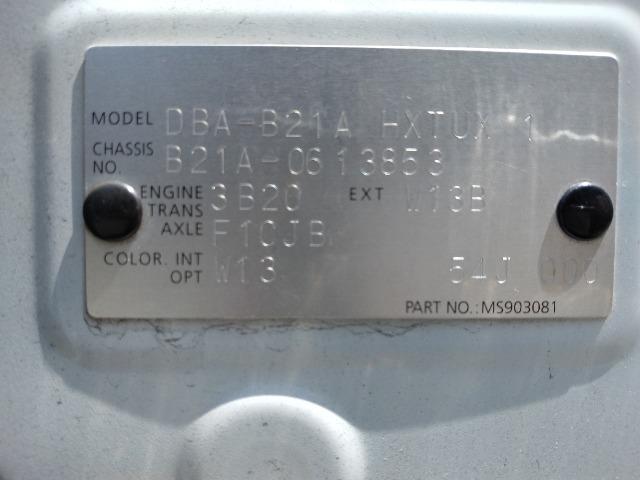 MODEL DBA-B21A HXTUX 1
CHASSIS NO. B21A-0613853
ENGINE 3B20 EXT W13B
TRANS AXLE F1CJB
COLOR. INT OPT W13 54J 000
PART NO.: MS903081